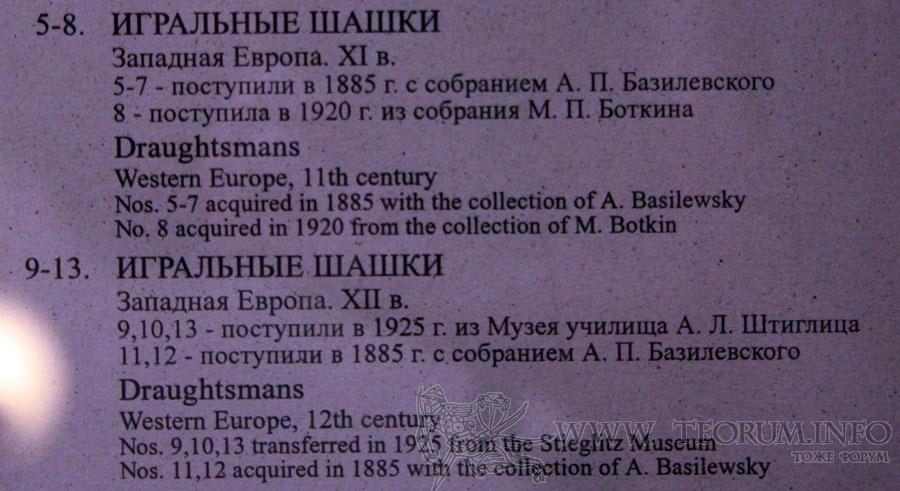 5-8. ИГРАЛЬНЫЕ ШАШКИ
Западная Европа. XI в.
5-7 - поступили в 1885 г. с собранием А. П. Базилевского
8 - поступила в 1920 г. из собрания М. П. Боткина
Draughtsmans
Western Europe, 11th century
Nos. 5-7 acquired in 1885 with the collection of A. Basilewsky
No. 8 acquired in 1920 from the collection of M. Botkin
9-13. ИГРАЛЬНЫЕ ШАШКИ
Западная Европа. XII в.
9,10,13 - поступили в 1925 г. из Музея училища А. Л. Штиглица
11,12 - поступили в 1885 г. с собранием А. П. Базилевского
Draughtsmans
Western Europe, 12th century
Nos. 9,10,13 transferred in 1925 from the Stieglitz Museum
Nos. 11,12 acquired in 1885 with the collection of A. Basilewsky
WWW.TFORUM.INFO
ТОЖЕ ФОРУМ